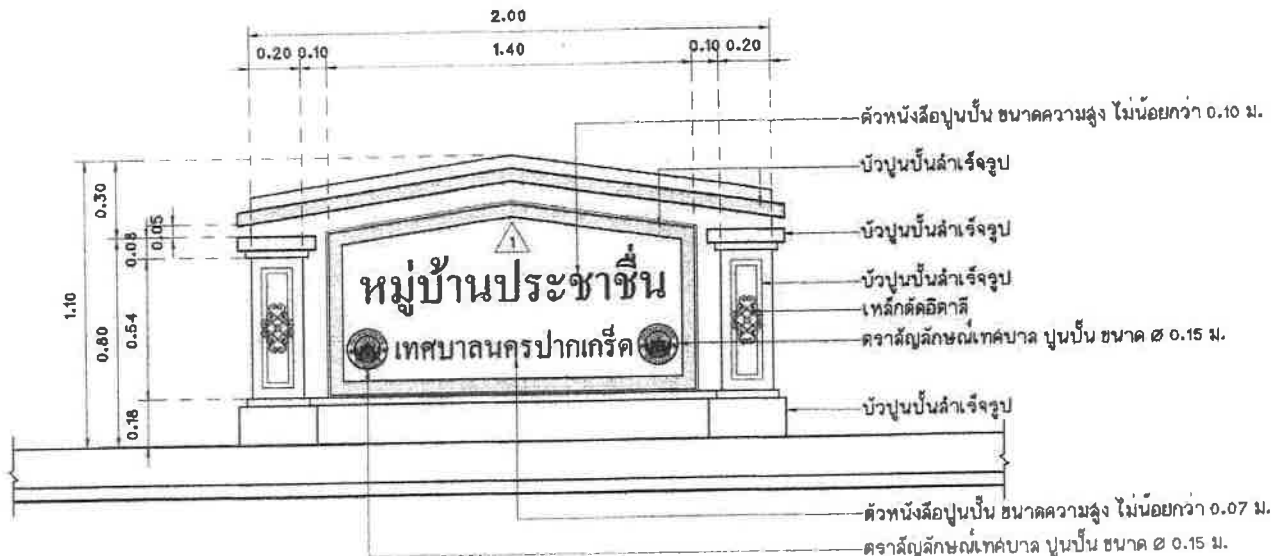 2.00
0.20 0.10 1.40 0.10 0.20
ตัวหนังสือปูนปั้น ขนาดความสูง ไม่น้อยกว่า 0.10 ม.
บัวปูนปั้นสำเร็จรูป
0.30
0.05
0.08
บัวปูนปั้นสำเร็จรูป
1
หมู่บ้านประชาชื่น
บัวปูนปั้นสำเร็จรูป
เหล็กดัดอิตาลี
1.10
0.80
0.54
เทศบาลนครปากเกร็ด
ตราสัญลักษณ์เทศบาล ปูนปั้น ขนาด Ø 0.15 ม.
0.18
บัวปูนปั้นสำเร็จรูป
ตัวหนังสือปูนปั้น ขนาดความสูง ไม่น้อยกว่า 0.07 ม.
ตราสัญลักษณ์เทศบาล ปูนปั้น ขนาด Ø 0.15 ม.